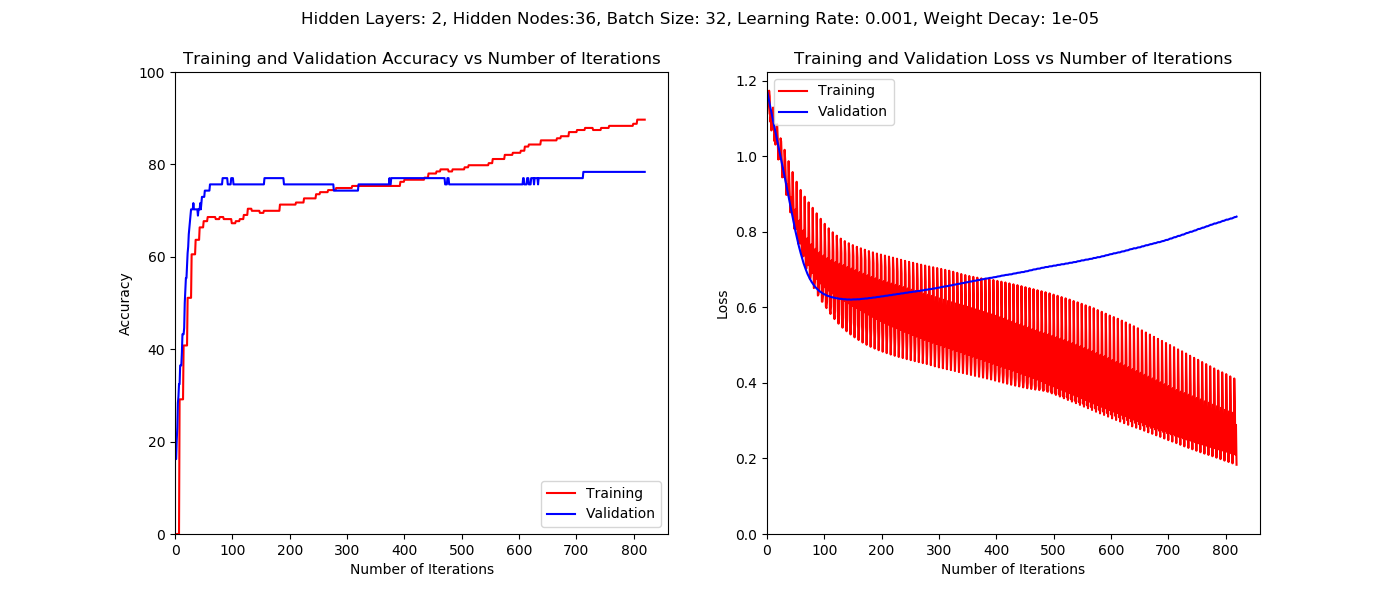 Hidden Layers: 2, Hidden Nodes:36, Batch Size: 32, Learning Rate: 0.001, Weight Decay: 1e-05
Training and Validation Accuracy vs Number of Iterations
100
80
60
40
20
0
Accuracy
0 100 200 300 400 500 600 700 800
Number of Iterations
Training
Validation
Training and Validation Loss vs Number of Iterations
Training
Validation
1.2
1.0
0.8
0.6
0.4
0.2
0.0
Loss
0 100 200 300 400 500 600 700 800
Number of Iterations